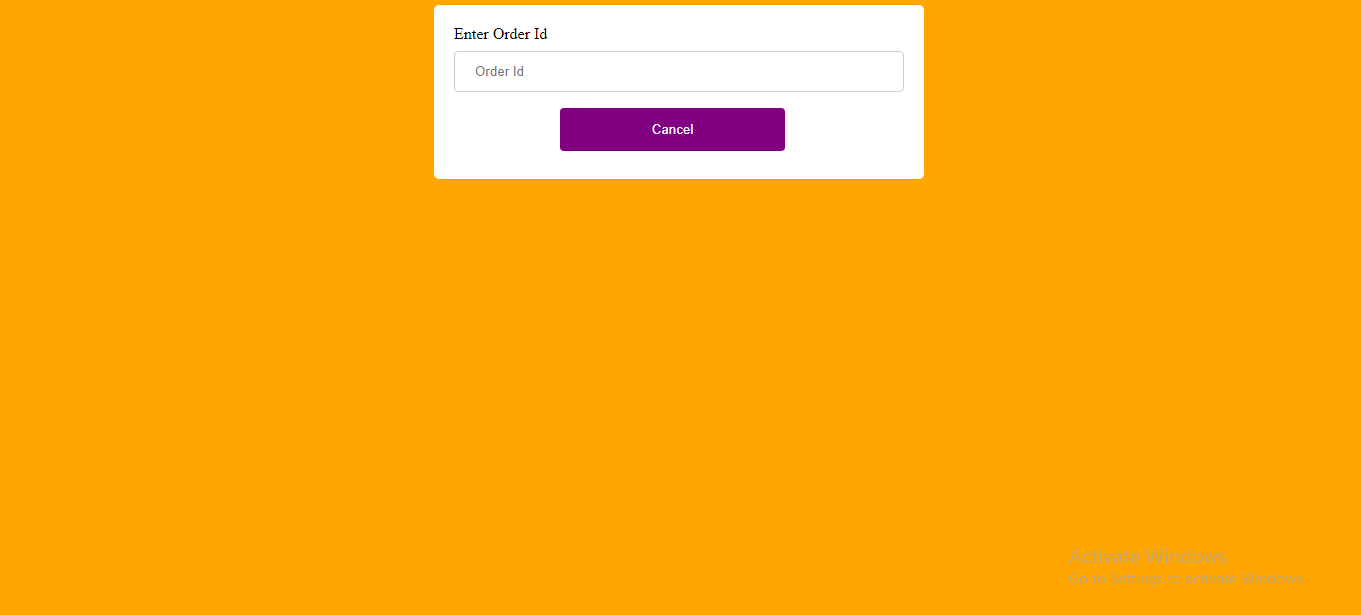 Enter Order Id
Order Id
Cancel
Activate Windows
Go to Settings to activate Windows.